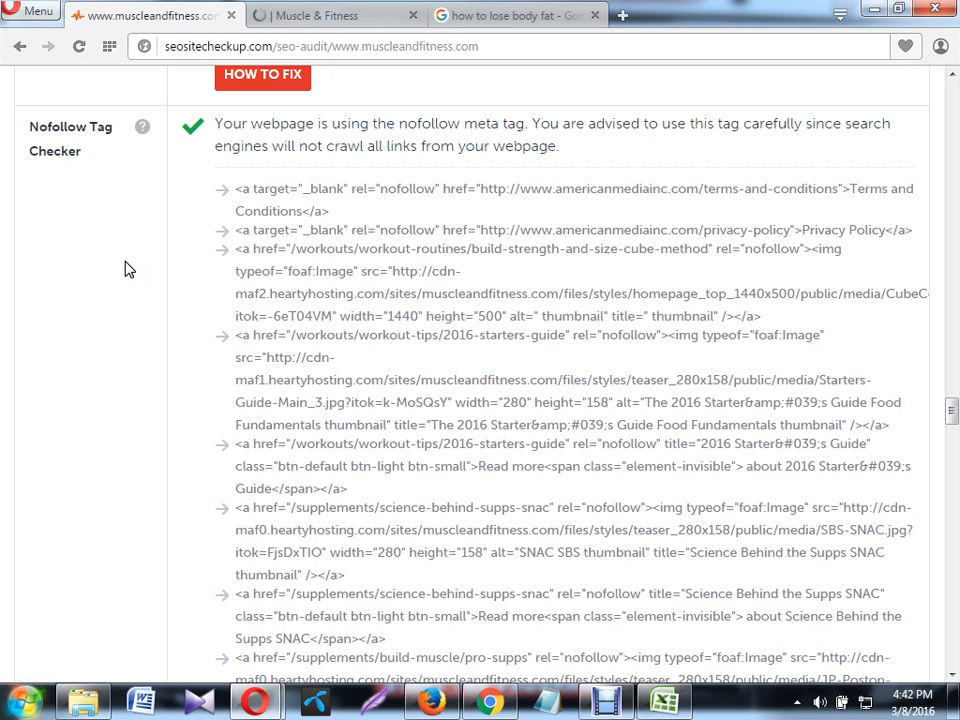 Menu
www.muscleandfitness.com
| Muscle & Fitness
how to lose body fat - Goo
seositecheckup.com/seo-audit/www.muscleandfitness.com
HOW TO FIX
Nofollow Tag
Checker
?
Your webpage is using the nofollow meta tag. You are advised to use this tag carefully since search
engines will not crawl all links from your webpage.
<a target="_blank" rel="nofollow" href="http://www.americanmediainc.com/terms-and-conditions">Terms and
Conditions</a>
<a target="_blank" rel="nofollow" href="http://www.americanmediainc.com/privacy-policy">Privacy Policy</a>
<a href="/workouts/workout-routines/build-strength-and-size-cube-method" rel="nofollow"><img
typeof="foaf:Image" src="http://cdn-
maf2.heartyhosting.com/sites/muscleandfitness.com/files/styles/homepage_top_1440x500/public/media/CubeC
itok=-6eT04VM" width="1440" height="500" alt=" thumbnail" title=" thumbnail" /></a>
<a href="/workouts/workout-tips/2016-starters-guide" rel="nofollow"><img typeof="foaf:Image"
src="http://cdn-
maf1.heartyhosting.com/sites/muscleandfitness.com/files/styles/teaser_280x158/public/media/Starters-
Guide-Main_3.jpg?itok=k-MoSQsY" width="280" height="158" alt="The 2016 Starter&amp;#039;s Guide Food
Fundamentals thumbnail" title="The 2016 Starter&amp;#039;s Guide Food Fundamentals thumbnail" /></a>
<a href="/workouts/workout-tips/2016-starters-guide" rel="nofollow" title="2016 Starter&#039;s Guide"
class="btn-default btn-light btn-small">Read more<span class="element-invisible"> about 2016 Starter&#039;s
Guide</span></a>
<a href="/supplements/science-behind-supps-snac" rel="nofollow"><img typeof="foaf:Image" src="http://cdn-
maf0.heartyhosting.com/sites/muscleandfitness.com/files/styles/teaser_280x158/public/media/SBS-SNAC.jpg?
itok=FjsDxTIO" width="280" height="158" alt="SNAC SBS thumbnail" title="Science Behind the Supps SNAC
thumbnail" /></a>
<a href="/supplements/science-behind-supps-snac" rel="nofollow" title="Science Behind the Supps SNAC"
class="btn-default btn-light btn-small">Read more<span class="element-invisible"> about Science Behind the
Supps SNAC</span></a>
<a href="/supplements/build-muscle/pro-supps" rel="nofollow"><img typeof="foaf:Image" src="http://cdn-
maf0.heartyhosting.com/sites/muscleandfitness.com/files/styles/teaser_280x158/public/media/JP-Poston-
4:42 PM
3/8/2016